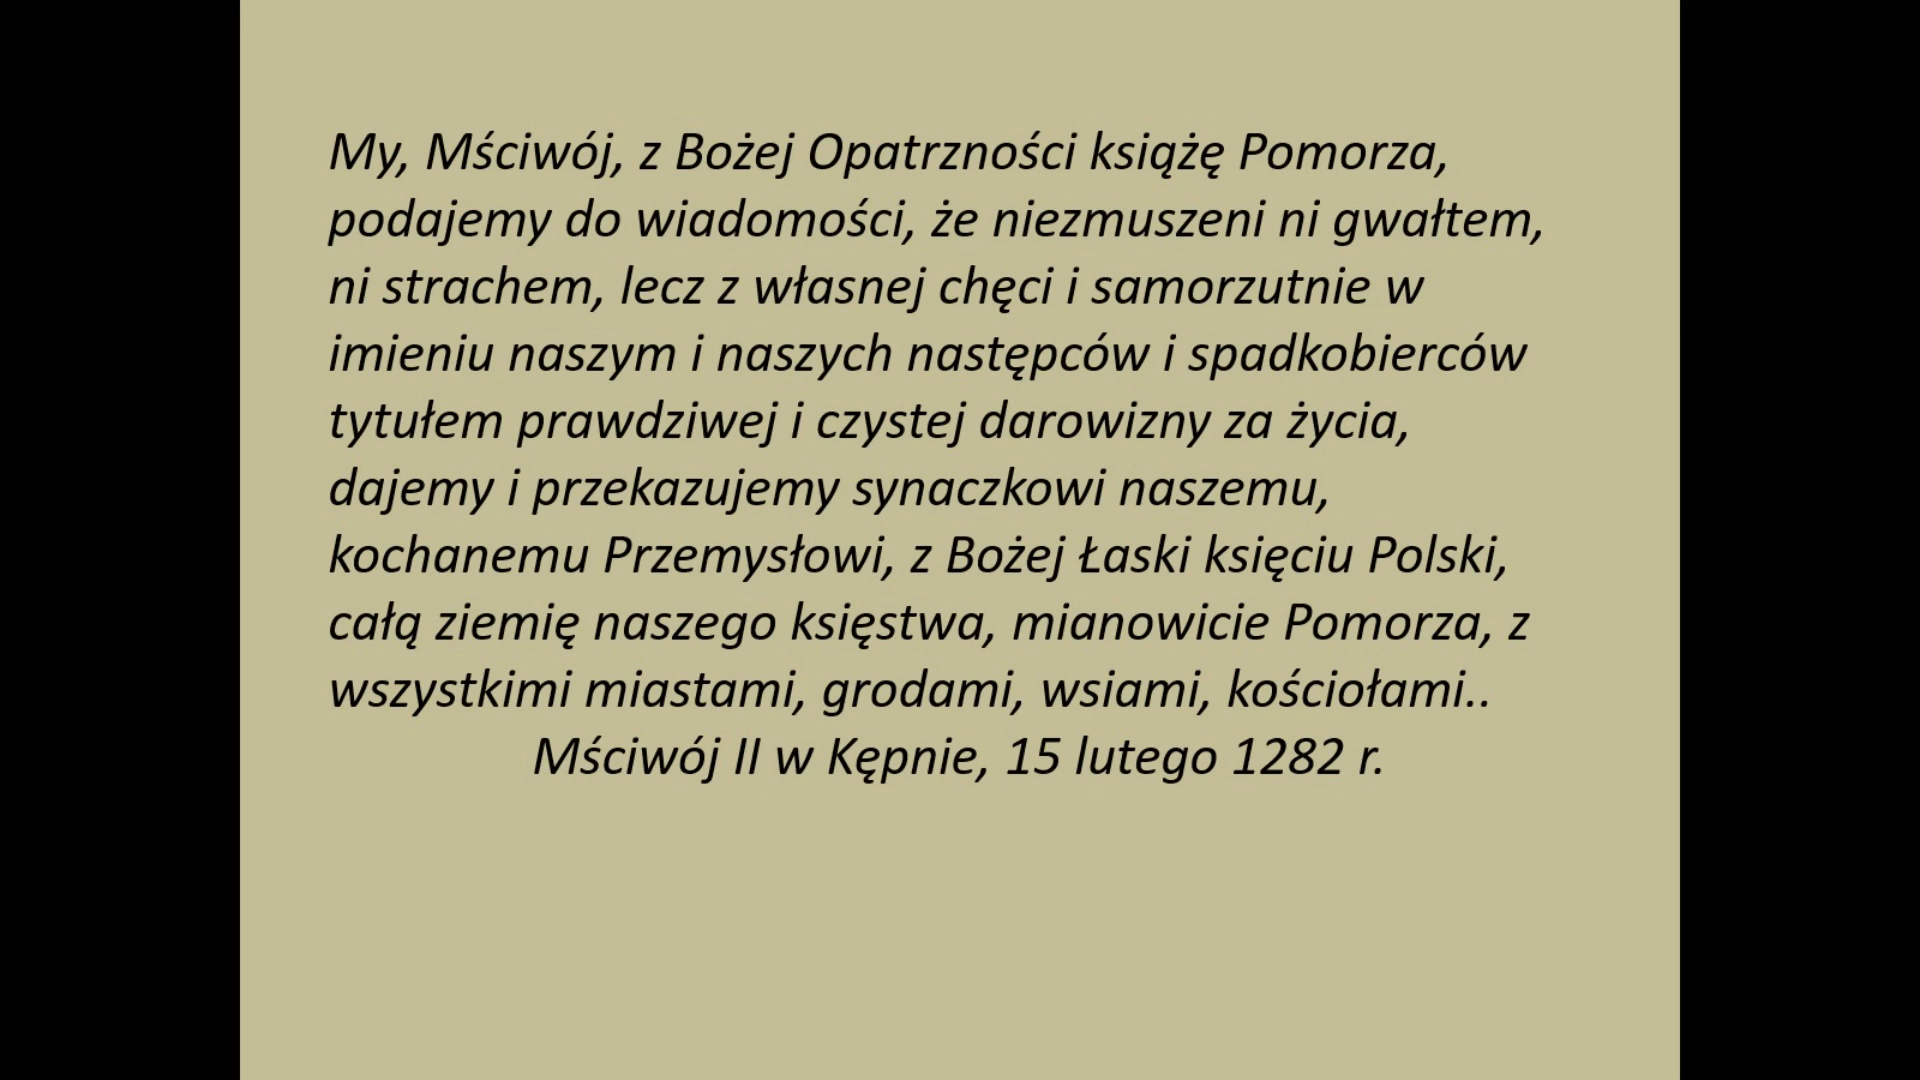 My, Mściwój, z Bożej Opatrzności książę Pomorza,
podajemy do wiadomości, że niezmuszeni ni gwałtem,
ni strachem, lecz z własnej chęci i samorzutnie w
imieniu naszym i naszych następców i spadkobierców
tytułem prawdziwej i czystej darowizny za życia,
dajemy i przekazujemy synaczkowi naszemu,
kochanemu Przemysłowi, z Bożej Łaski księciu Polski,
całą ziemię naszego księstwa, mianowicie Pomorza, z
wszystkimi miastami, grodami, wsiami, kościołami..
Mściwój II w Kępnie, 15 lutego 1282 r.